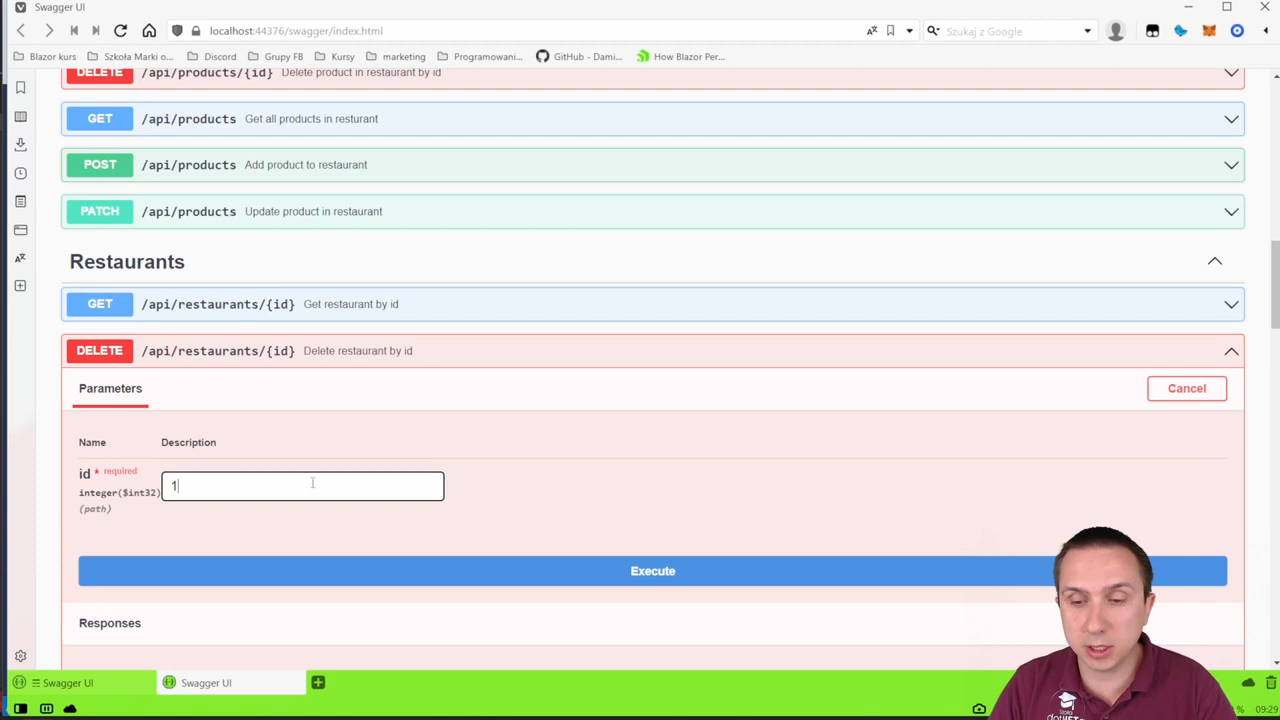 Swagger UI
localhost:44376/swagger/index.html
Szukaj z Google
Blazor kurs
Szkoła Marki o...
Discord
Grupy FB
Kursy
marketing
Programowani...
GitHub - Dami...
How Blazor Per...
DELETE /api/products/{id} Delete product in restaurant by id
GET /api/products Get all products in resturant
POST /api/products Add product to restaurant
PATCH /api/products Update product in restaurant
Restaurants
GET /api/restaurants/{id} Get restaurant by id
DELETE /api/restaurants/{id} Delete restaurant by id
Parameters
Cancel
Name Description
id * required
integer($int32)
(path)
1
Execute
Responses
Swagger UI
Swagger UI
% 09:29
Szkoła